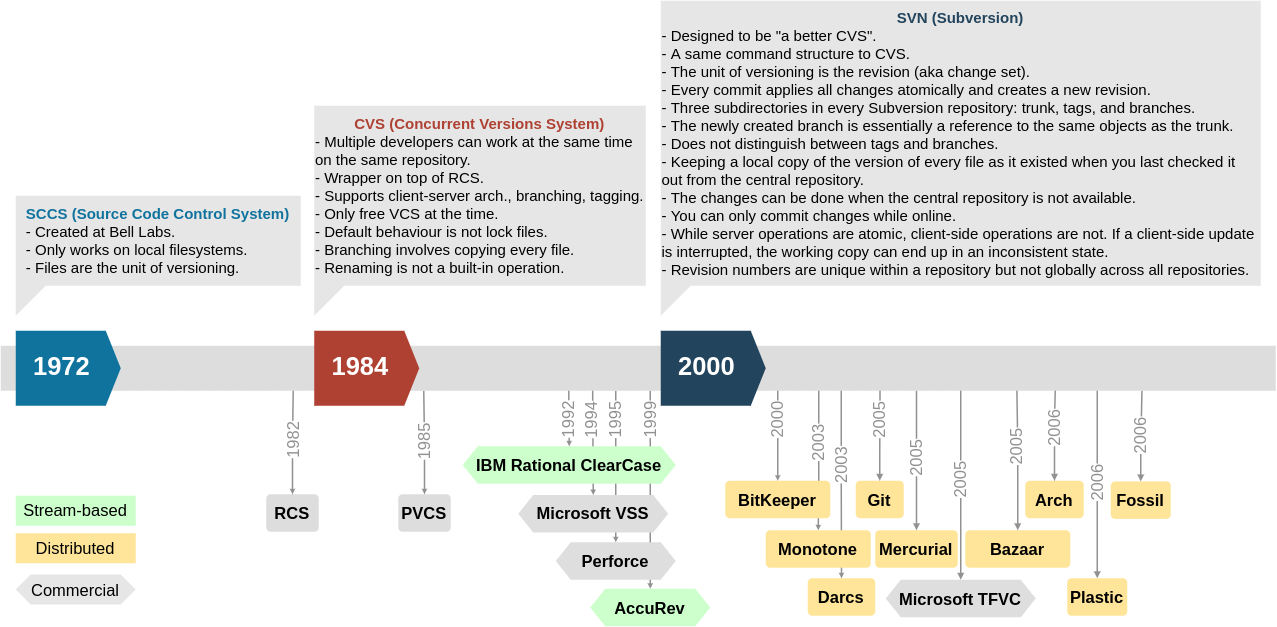 SVN (Subversion)
- Designed to be "a better CVS".
- A same command structure to CVS.
- The unit of versioning is the revision (aka change set).
- Every commit applies all changes atomically and creates a new revision.
- Three subdirectories in every Subversion repository: trunk, tags, and branches.
- The newly created branch is essentially a reference to the same objects as the trunk.
- Does not distinguish between tags and branches.
- Keeping a local copy of the version of every file as it existed when you last checked it
out from the central repository.
- The changes can be done when the central repository is not available.
- You can only commit changes while online.
- While server operations are atomic, client-side operations are not. If a client-side update
is interrupted, the working copy can end up in an inconsistent state.
- Revision numbers are unique within a repository but not globally across all repositories.
CVS (Concurrent Versions System)
- Multiple developers can work at the same time
on the same repository.
- Wrapper on top of RCS.
- Supports client-server arch., branching, tagging.
- Only free VCS at the time.
- Default behaviour is not lock files.
- Branching involves copying every file.
- Renaming is not a built-in operation.
SCCS (Source Code Control System)
- Created at Bell Labs.
- Only works on local filesystems.
- Files are the unit of versioning.
1972
1984
2000
1982
1985
1992
1994
1995
1999
2000
2003
2003
2005
2005
2005
2005
2006
2006
2006
IBM Rational ClearCase
BitKeeper
Git
Arch
Fossil
RCS
PVCS
Microsoft VSS
Monotone
Mercurial
Bazaar
Perforce
Darcs
Microsoft TFVC
Plastic
AccuRev
Stream-based
Distributed
Commercial